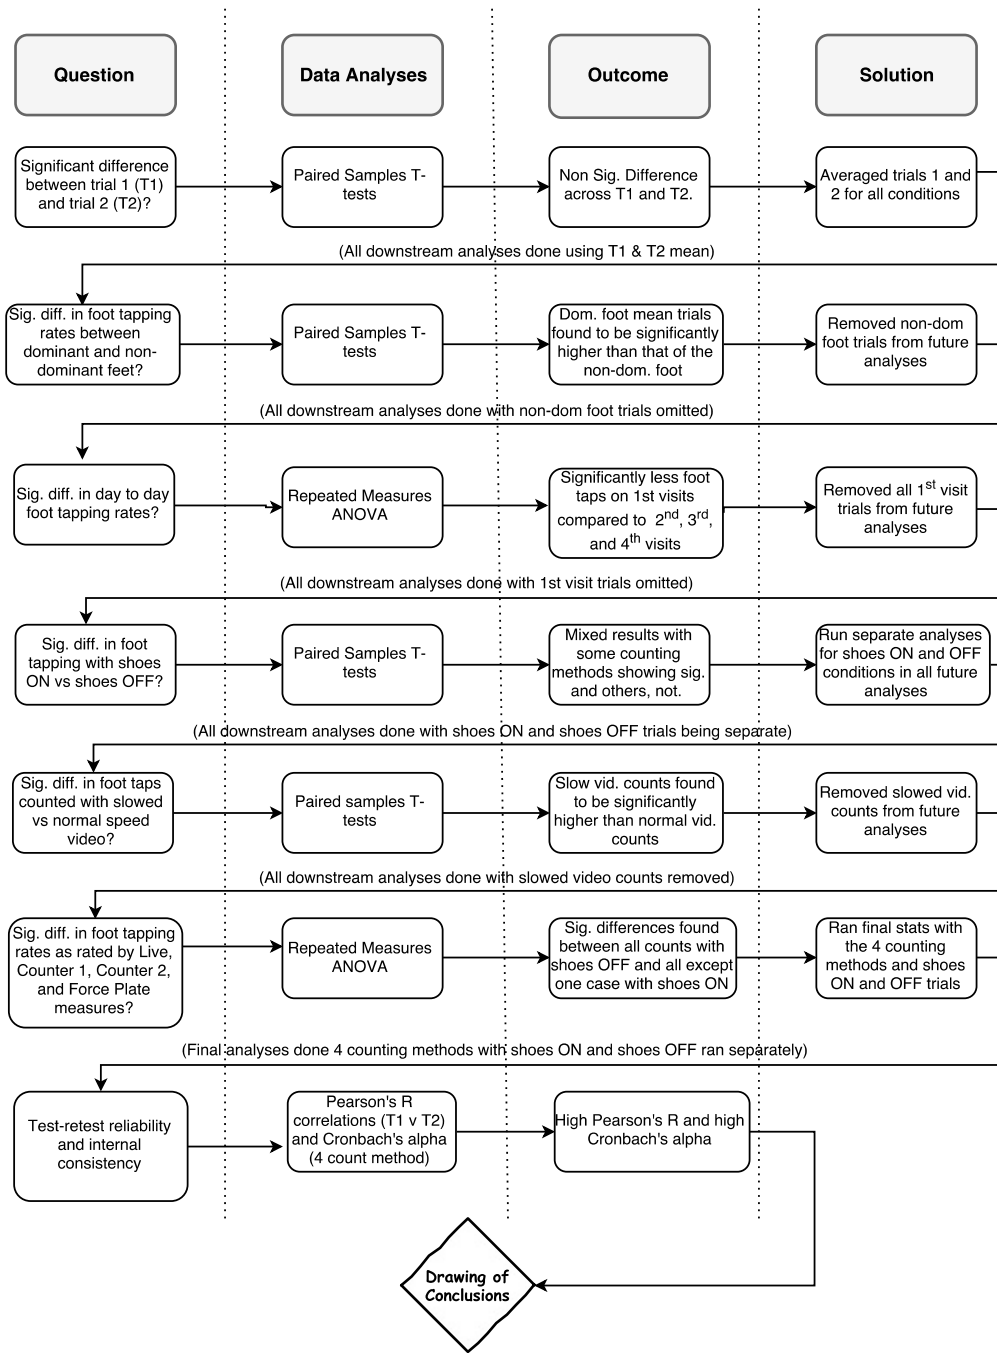 Question
Data Analyses
Outcome
Solution
Significant difference
between trial 1 (T1)
and trial 2 (T2)?
Paired Samples T-
tests
Non Sig. Difference
across T1 and T2.
Averaged trials 1 and
2 for all conditions
(All downstream analyses done using T1 & T2 mean)
Sig. diff. in foot tapping
rates between
dominant and non-
dominant feet?
Paired Samples T-
tests
Dom. foot mean trials
found to be significantly
higher than that of the
non-dom. foot
Removed non-dom
foot trials from future
analyses
(All downstream analyses done with non-dom foot trials omitted)
Sig. diff. in day to day
foot tapping rates?
Repeated Measures
ANOVA
Significantly less foot
taps on 1st visits
compared to 2nd, 3rd,
and 4th visits
Removed all 1st visit
trials from future
analyses
(All downstream analyses done with 1st visit trials omitted)
Sig. diff. in foot
tapping with shoes
ON vs shoes OFF?
Paired Samples T-
tests
Mixed results with
some counting
methods showing sig.
and others, not.
Run separate analyses
for shoes ON and OFF
conditions in all future
analyses
(All downstream analyses done with shoes ON and shoes OFF trials being separate)
Sig. diff. in foot taps
counted with slowed
vs normal speed
video?
Paired samples T-
tests
Slow vid. counts found
to be significantly
higher than normal vid.
counts
Removed slowed vid.
counts from future
analyses
(All downstream analyses done with slowed video counts removed)
Sig. diff. in foot tapping
rates as rated by Live,
Counter 1, Counter 2,
and Force Plate
measures?
Repeated Measures
ANOVA
Sig. differences found
between all counts with
shoes OFF and all except
one case with shoes ON
Ran final stats with
the 4 counting
methods and shoes
ON and OFF trials
(Final analyses done 4 counting methods with shoes ON and shoes OFF ran separately)
Test-retest reliability
and internal
consistency
Pearson's R
correlations (T1 v T2)
and Cronbach's alpha
(4 count method)
High Pearson's R and high
Cronbach's alpha
Drawing of
Conclusions